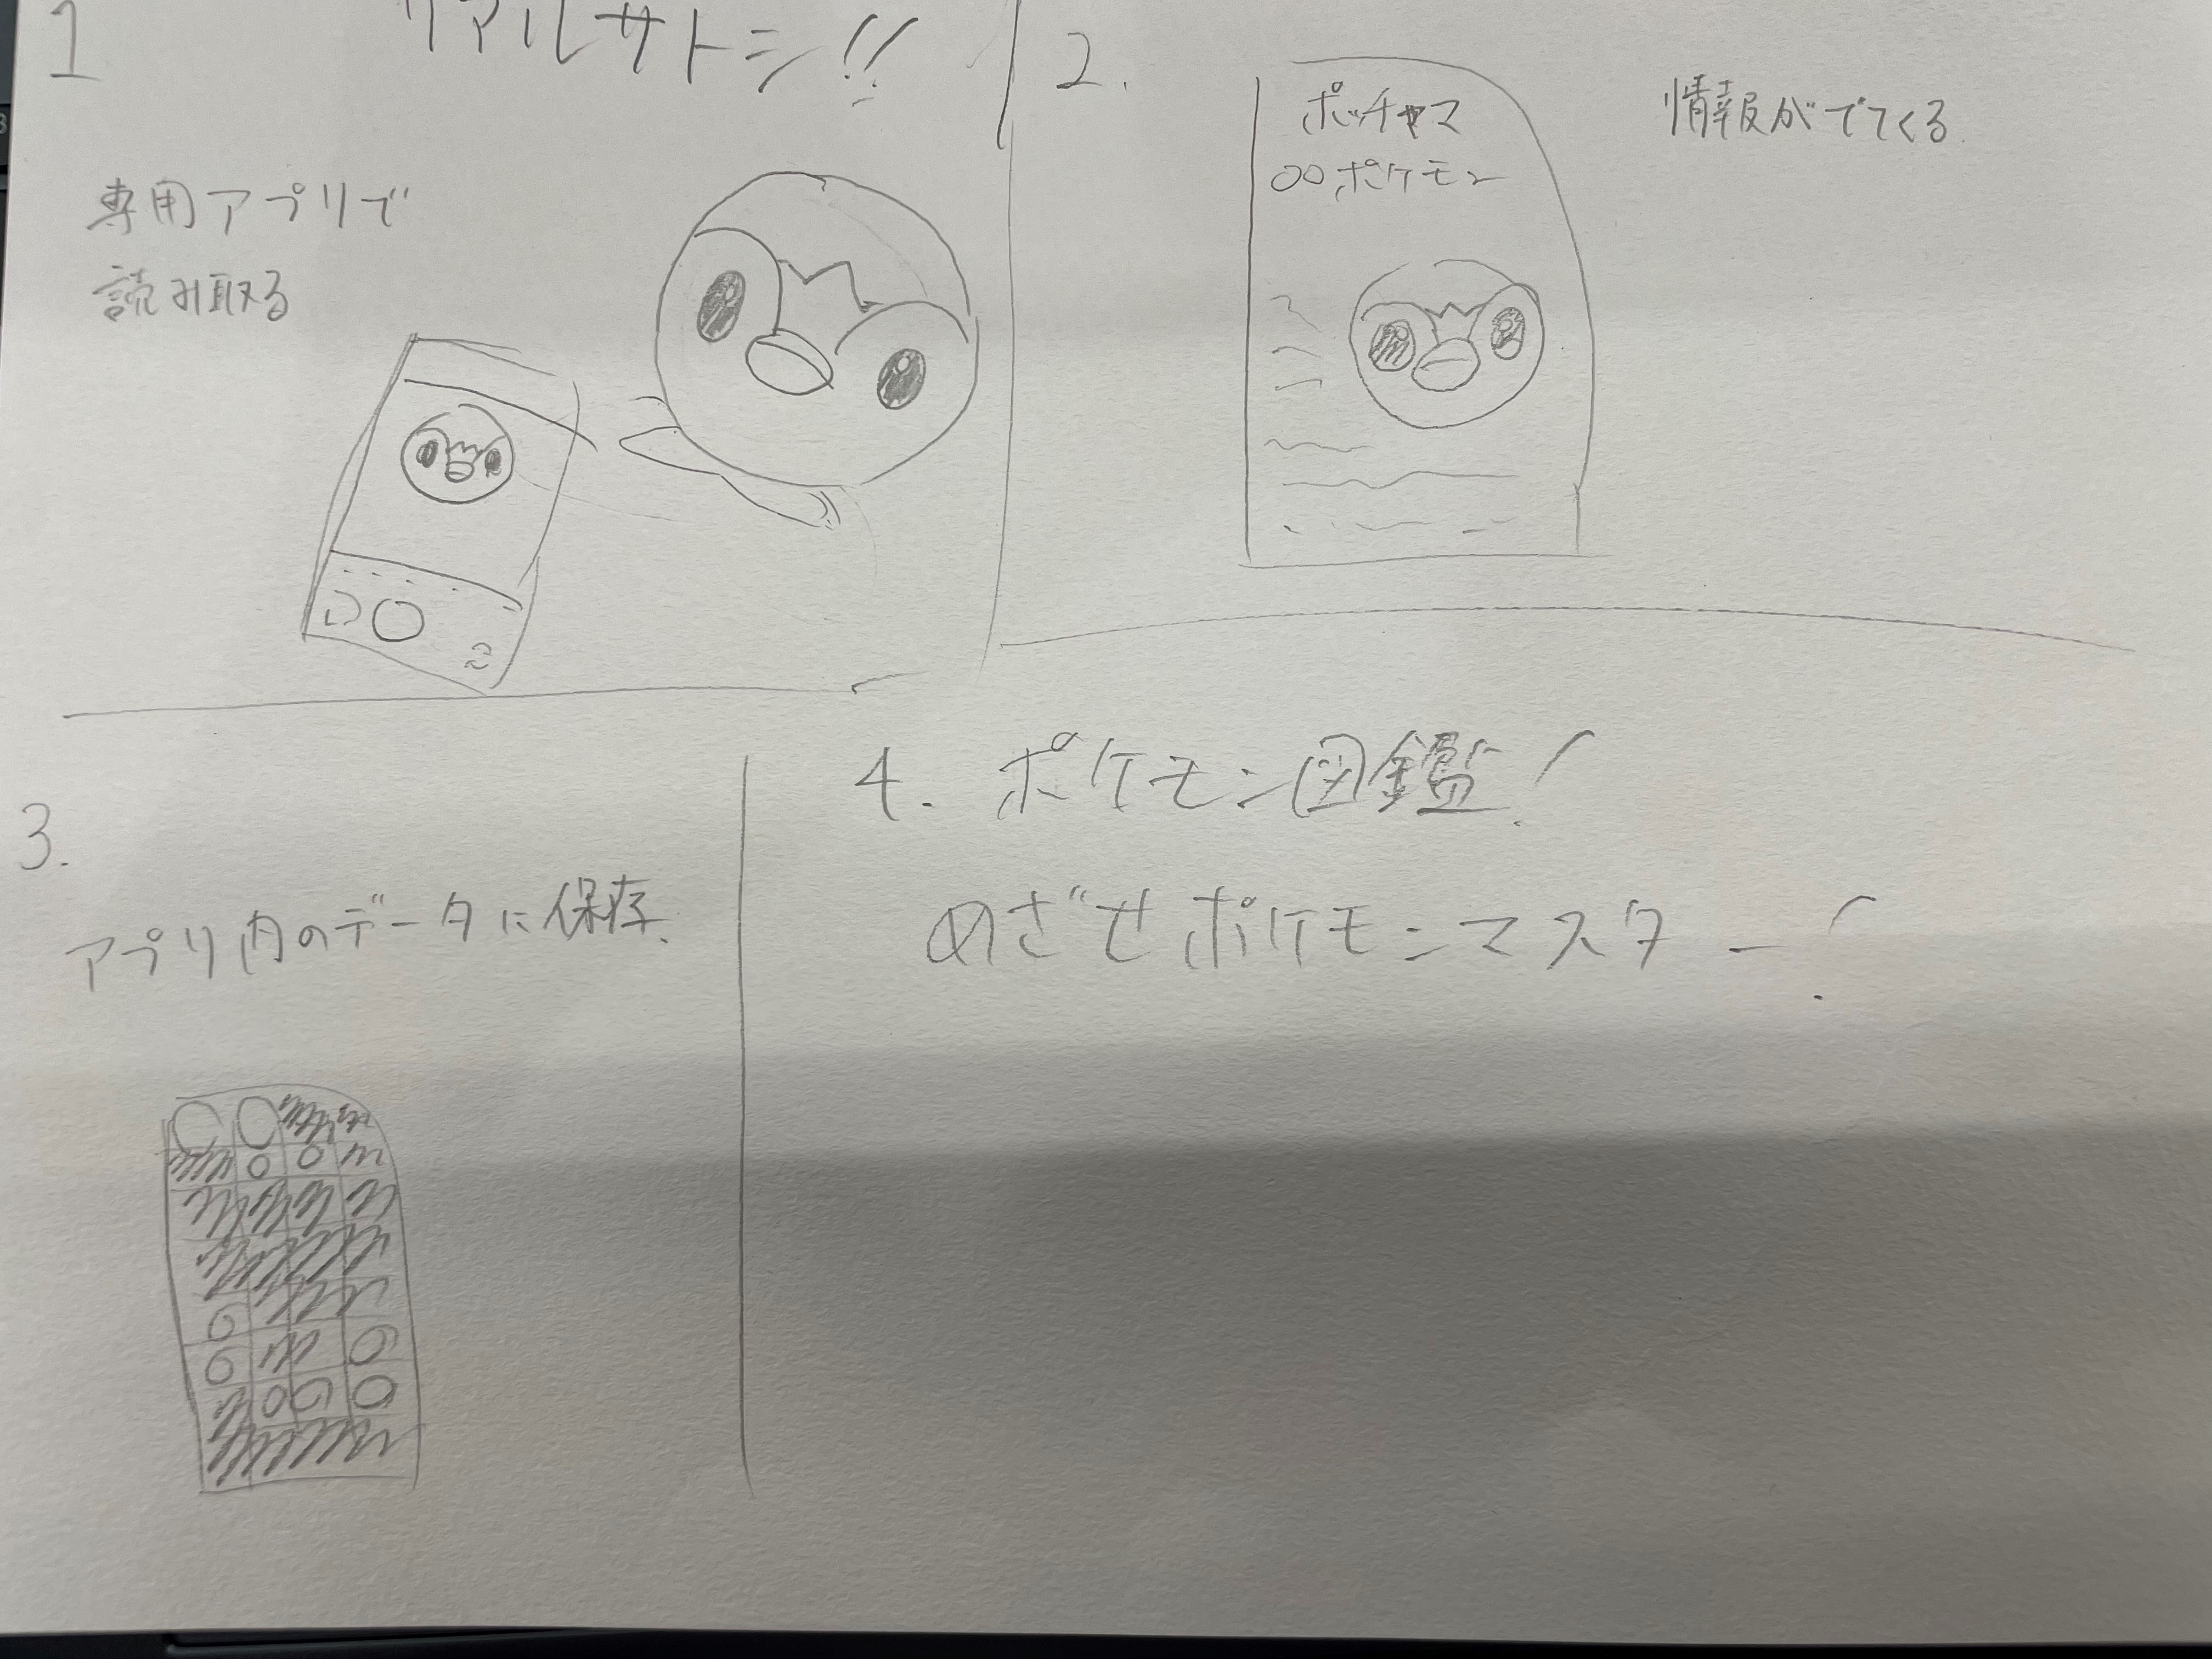 1
リアルサトシ!!
専用アプリで
読み取る
2.
ポッチャマ
〇〇ポケモン
情報がでてくる
3.
アプリ内のデータに保存.
4. ポケモン図鑑!
めざせポケモンマスター!